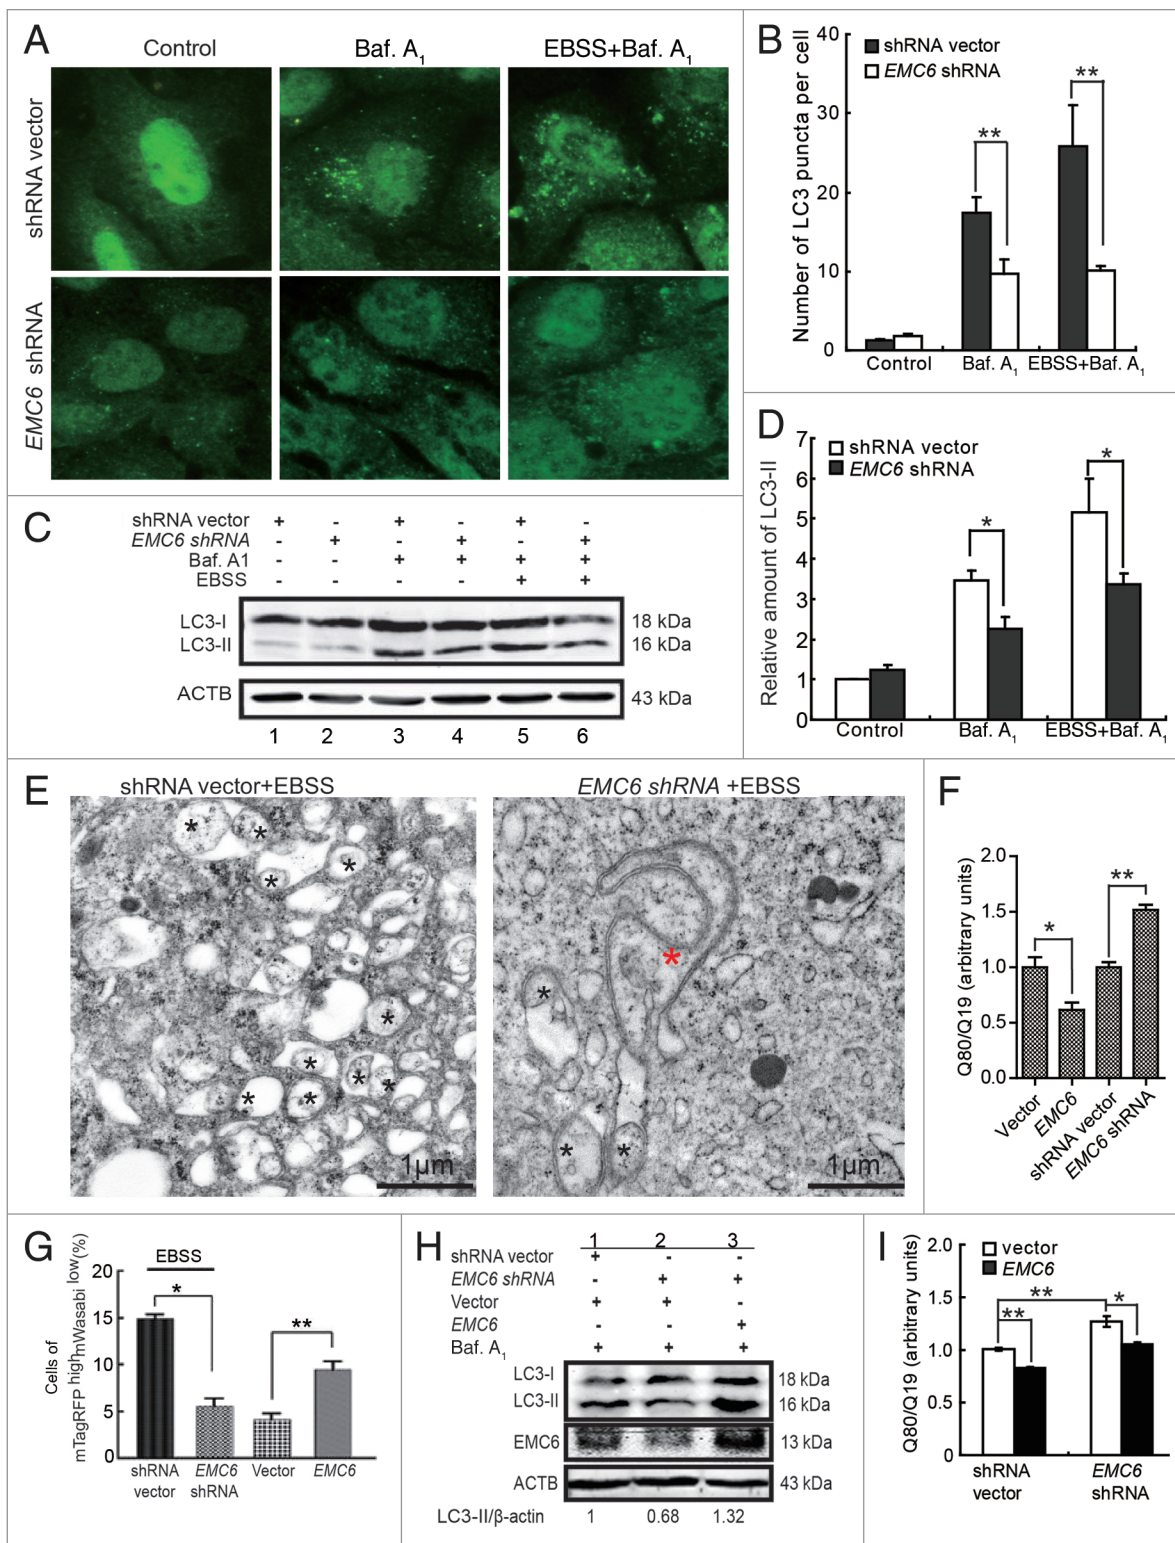 A
Control
Baf. A1
EBSS+Baf. A1
shRNA vector
EMC6 shRNA
B
shRNA vector
EMC6 shRNA
Number of LC3 puncta per cell
40
30
20
10
0
**
**
Control
Baf. A1
EBSS+Baf. A1
C
shRNA vector + - + - + -
EMC6 shRNA - + - + - +
Baf. A1 - - + + + +
EBSS - - - - + +
LC3-I 18 kDa
LC3-II 16 kDa
ACTB 43 kDa
1 2 3 4 5 6
D
shRNA vector
EMC6 shRNA
Relative amount of LC3-II
7
6
5
4
3
2
1
0
*
*
Control
Baf. A1
EBSS+Baf. A1
E
shRNA vector+EBSS
EMC6 shRNA +EBSS
* * * * * * * * * * *
* * * *
1μm
1μm
F
Q80/Q19 (arbitrary units)
2.0
1.5
1.0
0.5
0.0
*
**
Vector
EMC6
shRNA vector
EMC6 shRNA
G
EBSS
Cells of
mTagRFP high mWasabi low (%)
20
15
10
5
0
*
**
shRNA vector
EMC6 shRNA
Vector
EMC6
H
1 2 3
shRNA vector + - -
EMC6 shRNA - + +
Vector + + -
EMC6 - - +
Baf. A1 + + +
LC3-I 18 kDa
LC3-II 16 kDa
EMC6 13 kDa
ACTB 43 kDa
LC3-II/β-actin 1 0.68 1.32
I
vector
EMC6
Q80/Q19 (arbitrary units)
2.0
1.5
1.0
0.5
0.0
**
**
*
shRNA vector
EMC6 shRNA